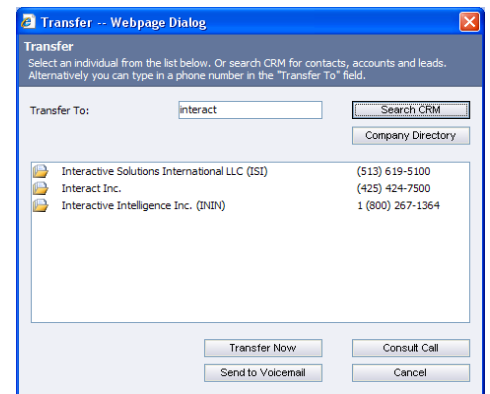 Transfer -- Webpage Dialog
Transfer
Select an individual from the list below. Or search CRM for contacts, accounts and leads.
Alternatively you can type in a phone number in the "Transfer To" field.
Transfer To: interact Search CRM
Company Directory
Interactive Solutions International LLC (ISI) (513) 619-5100
Interact Inc. (425) 424-7500
Interactive Intelligence Inc. (ININ) 1 (800) 267-1364
Transfer Now Consult Call
Send to Voicemail Cancel